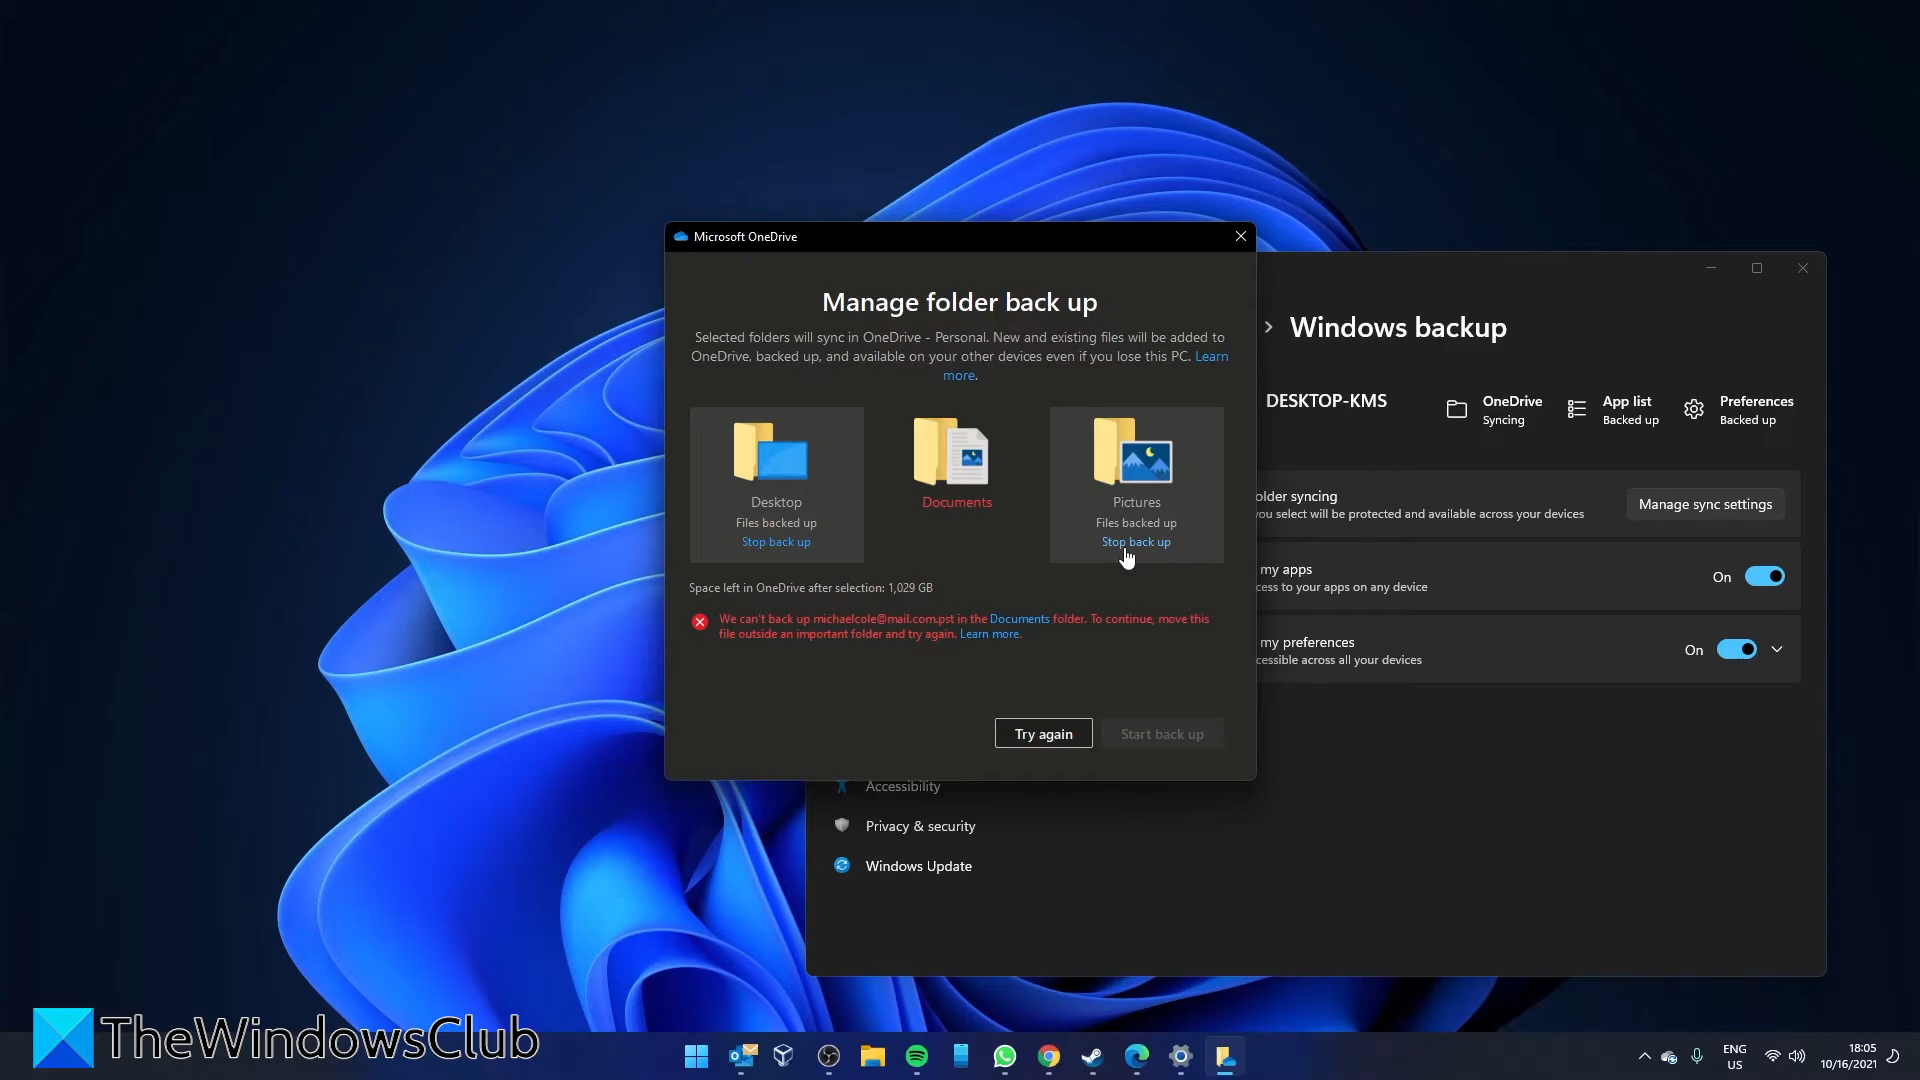 Microsoft OneDrive
Manage folder back up
Selected folders will sync in OneDrive - Personal. New and existing files will be added to
OneDrive, backed up, and available on your other devices even if you lose this PC. Learn
more.
Desktop
Files backed up
Stop back up
Documents
Pictures
Files backed up
Stop back up
Space left in OneDrive after selection: 1,029 GB
We can't back up michaelcole@mail.com.pst in the Documents folder. To continue, move this
file outside an important folder and try again. Learn more.
Try again
Start back up
Windows backup
DESKTOP-KMS
OneDrive
Syncing
App list
Backed up
Preferences
Backed up
older syncing
you select will be protected and available across your devices
Manage sync settings
my apps
cess to your apps on any device
On
my preferences
cessible across all your devices
On
Accessibility
Privacy & security
Windows Update
TheWindowsClub
ENG
US
18:05
10/16/2021